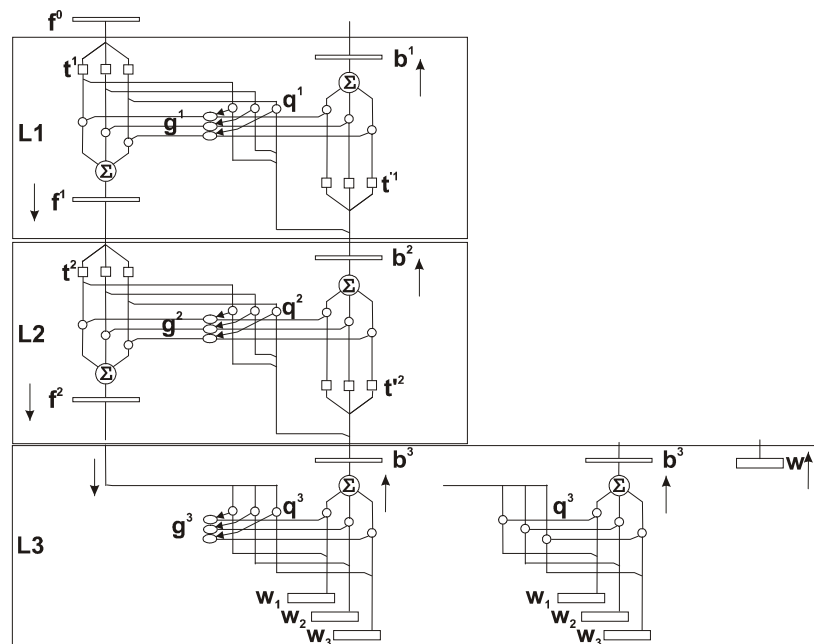 f⁰
b¹
t¹
Σ
q¹
g¹
L1
Σ
t'¹
f¹
b²
t²
Σ
q²
g²
L2
Σ
t'²
f²
b³
b³
w
Σ
Σ
q³
q³
g³
L3
w₁
w₁
w₂
w₂
w₃
w₃